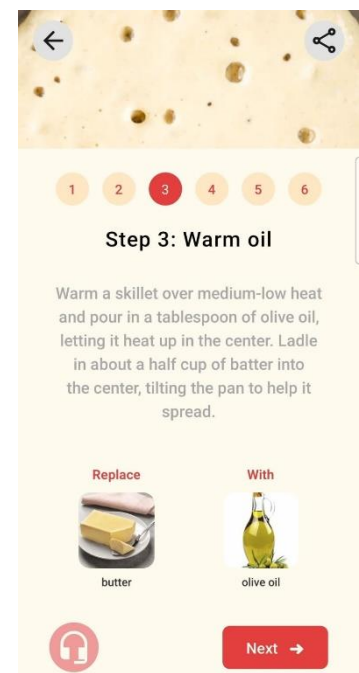 1 2 3 4 5 6
Step 3: Warm oil
Warm a skillet over medium-low heat
and pour in a tablespoon of olive oil,
letting it heat up in the center. Ladle
in about a half cup of batter into
the center, tilting the pan to help it
spread.
Replace With
butter olive oil
Next